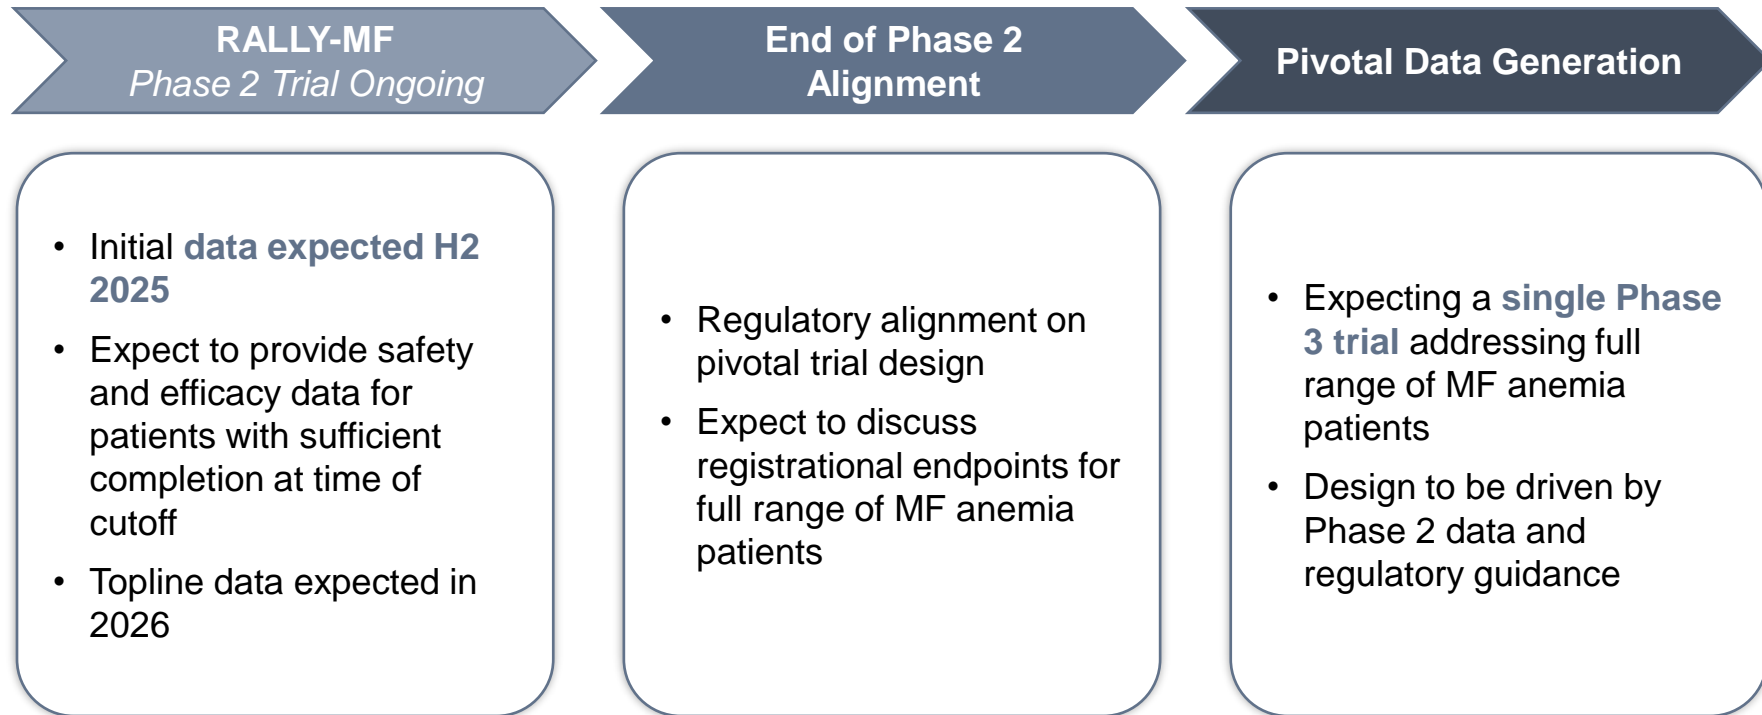 RALLY-MF
Phase 2 Trial Ongoing
End of Phase 2
Alignment
Pivotal Data Generation
• Initial data expected H2
2025
• Expect to provide safety
and efficacy data for
patients with sufficient
completion at time of
cutoff
• Topline data expected in
2026
• Regulatory alignment on
pivotal trial design
• Expect to discuss
registrational endpoints for
full range of MF anemia
patients
• Expecting a single Phase
3 trial addressing full
range of MF anemia
patients
• Design to be driven by
Phase 2 data and
regulatory guidance